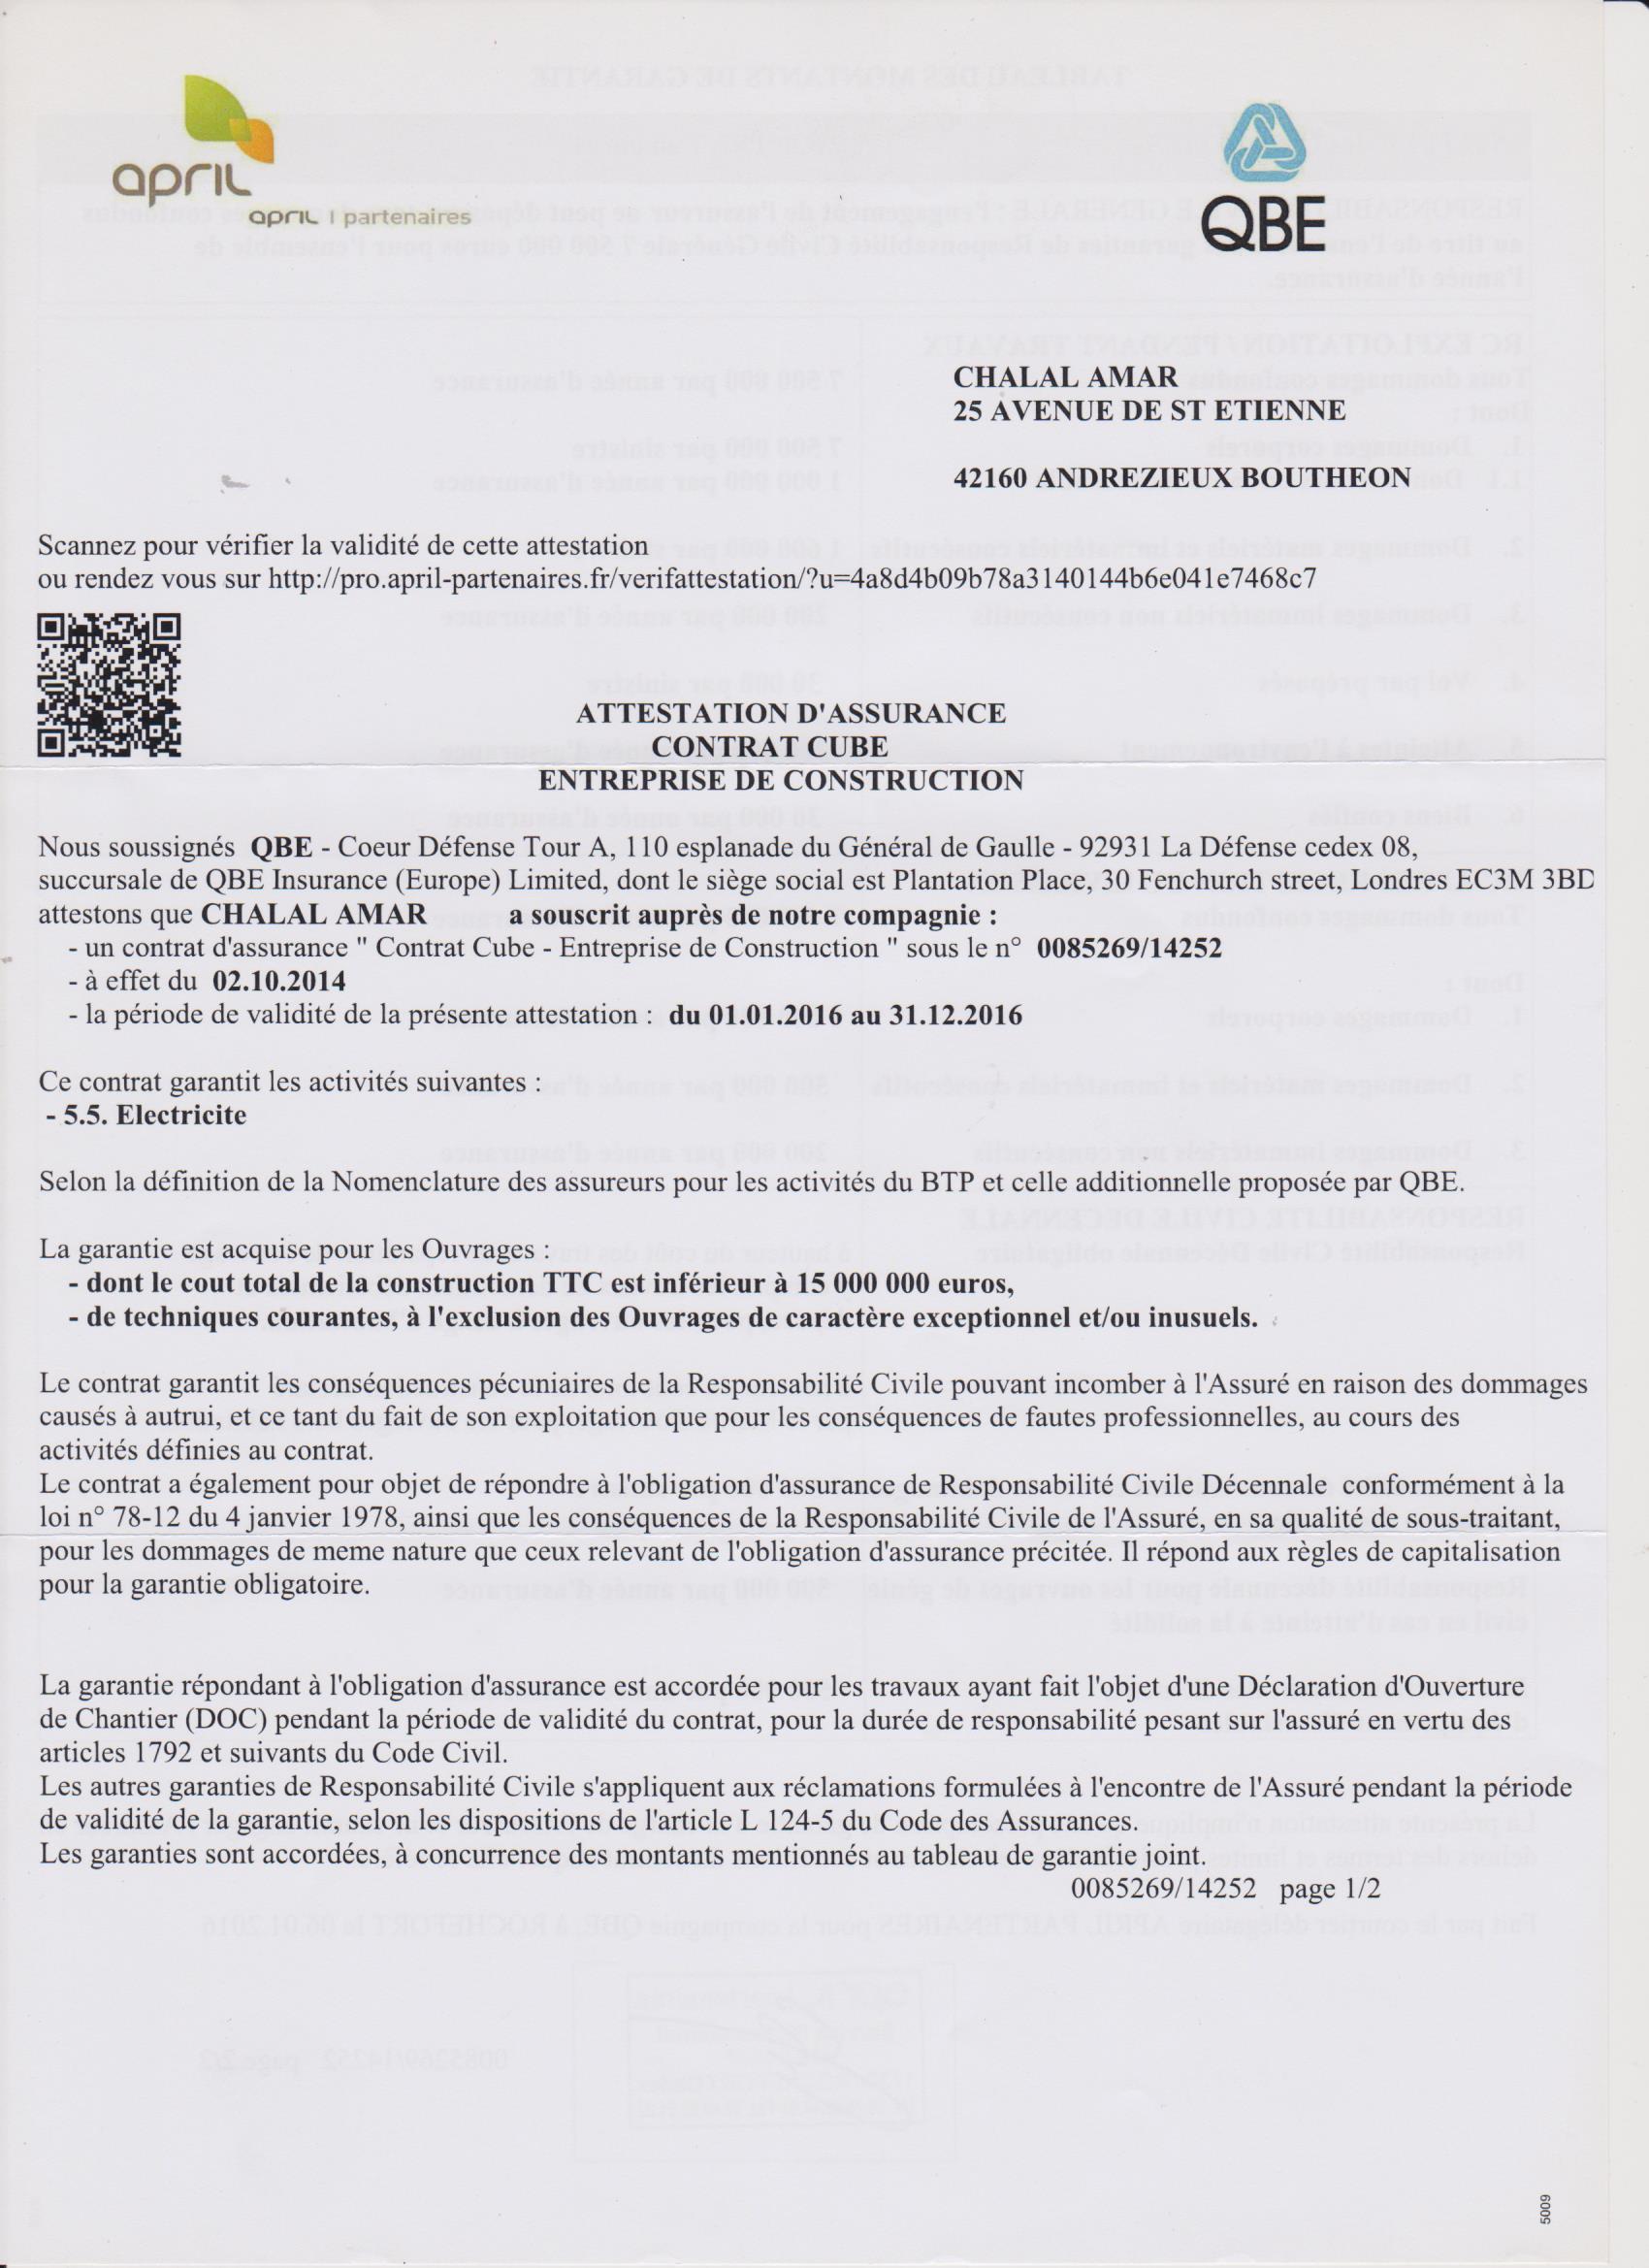 april
april | partenaires
QBE
CHALAL AMAR
25 AVENUE DE ST ETIENNE
42160 ANDREZIEUX BOUTHEON
Scannez pour vérifier la validité de cette attestation
ou rendez vous sur http://pro.april-partenaires.fr/verifattestation/?u=4a8d4b09b78a3140144b6e041e7468c7
ATTESTATION D'ASSURANCE
CONTRAT CUBE
ENTREPRISE DE CONSTRUCTION
Nous soussignés QBE - Coeur Défense Tour A, 110 esplanade du Général de Gaulle - 92931 La Défense cedex 08,
succursale de QBE Insurance (Europe) Limited, dont le siège social est Plantation Place, 30 Fenchurch street, Londres EC3M 3BD
attestons que CHALAL AMAR a souscrit auprès de notre compagnie :
- un contrat d'assurance " Contrat Cube - Entreprise de Construction " sous le n° 0085269/14252
- à effet du 02.10.2014
- la période de validité de la présente attestation : du 01.01.2016 au 31.12.2016
Ce contrat garantit les activités suivantes :
- 5.5. Electricite
Selon la définition de la Nomenclature des assureurs pour les activités du BTP et celle additionnelle proposée par QBE.
La garantie est acquise pour les Ouvrages :
- dont le cout total de la construction TTC est inférieur à 15 000 000 euros,
- de techniques courantes, à l'exclusion des Ouvrages de caractère exceptionnel et/ou inusuels.
Le contrat garantit les conséquences pécuniaires de la Responsabilité Civile pouvant incomber à l'Assuré en raison des dommages
causés à autrui, et ce tant du fait de son exploitation que pour les conséquences de fautes professionnelles, au cours des
activités définies au contrat.
Le contrat a également pour objet de répondre à l'obligation d'assurance de Responsabilité Civile Décennale conformément à la
loi n° 78-12 du 4 janvier 1978, ainsi que les conséquences de la Responsabilité Civile de l'Assuré, en sa qualité de sous-traitant,
pour les dommages de meme nature que ceux relevant de l'obligation d'assurance précitée. Il répond aux règles de capitalisation
pour la garantie obligatoire.
La garantie répondant à l'obligation d'assurance est accordée pour les travaux ayant fait l'objet d'une Déclaration d'Ouverture
de Chantier (DOC) pendant la période de validité du contrat, pour la durée de responsabilité pesant sur l'assuré en vertu des
articles 1792 et suivants du Code Civil.
Les autres garanties de Responsabilité Civile s'appliquent aux réclamations formulées à l'encontre de l'Assuré pendant la période
de validité de la garantie, selon les dispositions de l'article L 124-5 du Code des Assurances.
Les garanties sont accordées, à concurrence des montants mentionnés au tableau de garantie joint.
0085269/14252 page 1/2
5009